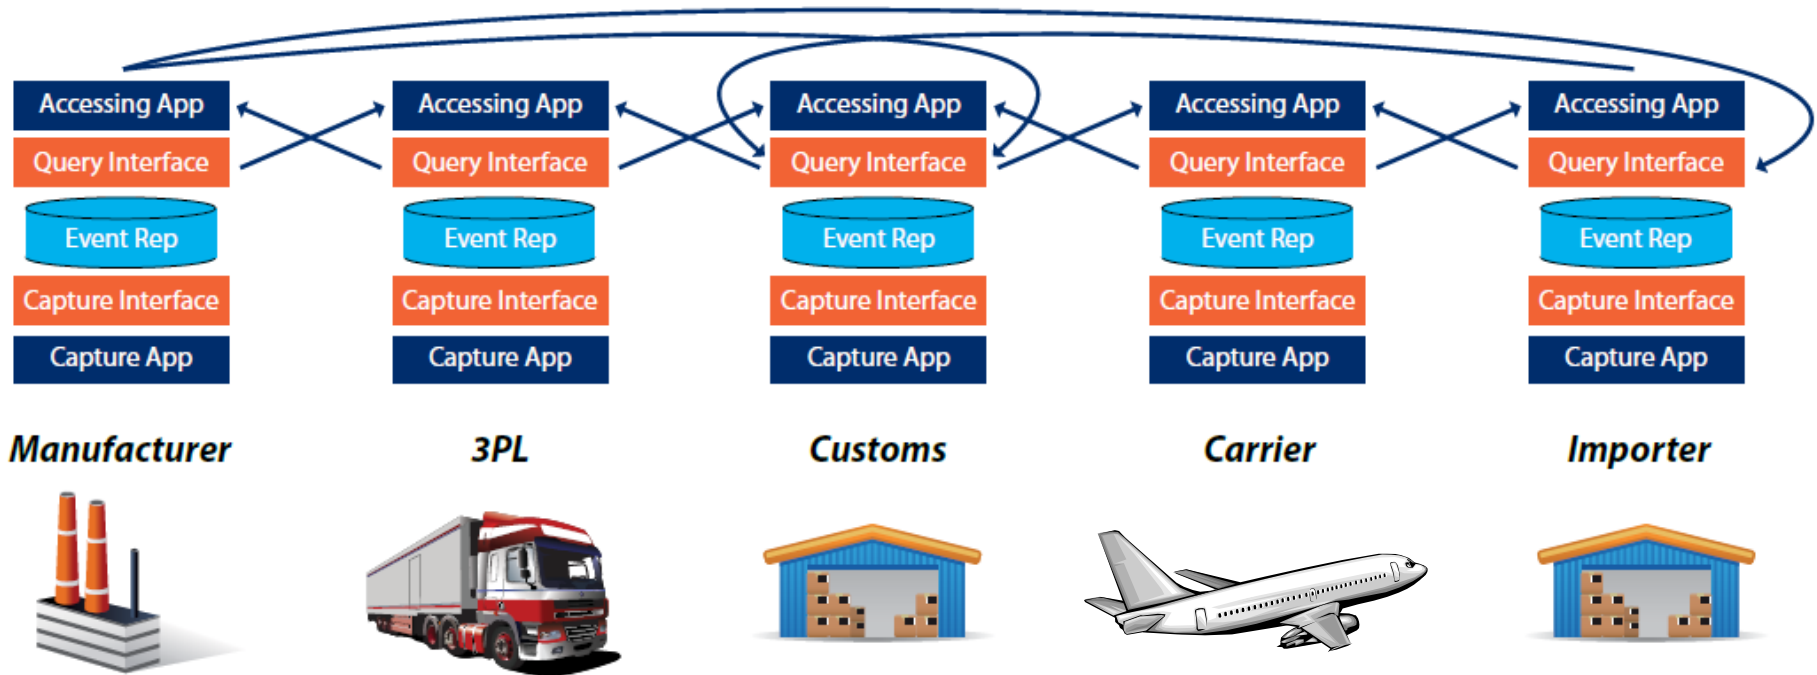 Accessing App
Accessing App
Accessing App
Accessing App
Accessing App
Query Interface
Query Interface
Query Interface
Query Interface
Query Interface
Event Rep
Event Rep
Event Rep
Event Rep
Event Rep
Capture Interface
Capture Interface
Capture Interface
Capture Interface
Capture Interface
Capture App
Capture App
Capture App
Capture App
Capture App
Manufacturer
3PL
Customs
Carrier
Importer